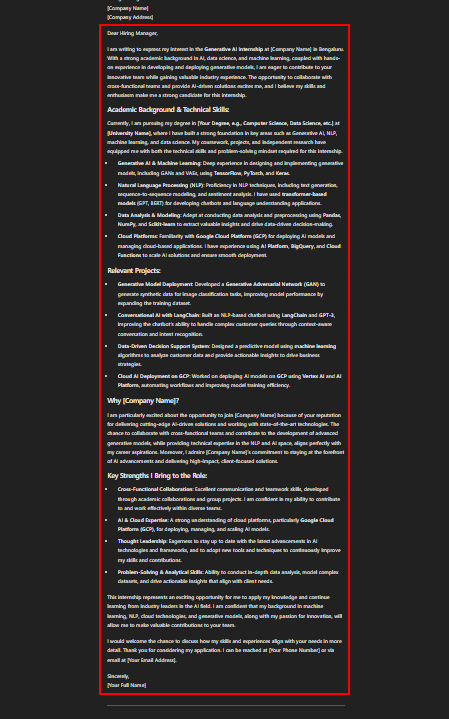 [Company Name]
[Company Address]
Dear Hiring Manager,
I am writing to express my interest in the Generative AI Internship at [Company Name] in Bengaluru.
With a strong academic background in AI, data science, and machine learning, coupled with hands-
on experience in developing and deploying generative models, I am eager to contribute to your
innovative team while gaining valuable industry experience. The opportunity to collaborate with
cross-functional teams and provide AI-driven solutions excites me, and I believe my skills and
enthusiasm make me a strong candidate for this internship.
Academic Background & Technical Skills:
Currently, I am pursuing my degree in [Your Degree, e.g., Computer Science, Data Science, etc.] at
[University Name], where I have built a strong foundation in key areas such as Generative AI, NLP,
machine learning, and data science. My coursework, projects, and independent research have
equipped me with both the technical skills and problem-solving mindset required for this internship.
• Generative AI & Machine Learning: Deep experience in designing and implementing generative
models, including GANs and VAEs, using TensorFlow, PyTorch, and Keras.
• Natural Language Processing (NLP): Proficiency in NLP techniques, including text generation,
sequence-to-sequence modeling, and sentiment analysis. I have used transformer-based
models (GPT, BERT) for developing chatbots and language understanding applications.
• Data Analysis & Modeling: Adept at conducting data analysis and preprocessing using Pandas,
NumPy, and Scikit-learn to extract valuable insights and drive data-driven decision-making.
• Cloud Platforms: Familiarity with Google Cloud Platform (GCP) for deploying AI models and
managing cloud-based applications. I have experience using AI Platform, BigQuery, and Cloud
Functions to scale AI solutions and ensure smooth deployment.
Relevant Projects:
• Generative Model Deployment: Developed a Generative Adversarial Network (GAN) to
generate synthetic data for image classification tasks, improving model performance by
expanding the training dataset.
• Conversational AI with LangChain: Built an NLP-based chatbot using LangChain and GPT-3,
improving the chatbot's ability to handle complex customer queries through context-aware
conversation and intent recognition.
• Data-Driven Decision Support System: Designed a predictive model using machine learning
algorithms to analyze customer data and provide actionable insights to drive business
strategies.
• Cloud AI Deployment on GCP: Worked on deploying AI models on GCP using Vertex AI and AI
Platform, automating workflows and improving model training efficiency.
Why [Company Name]?
I am particularly excited about the opportunity to join [Company Name] because of your reputation
for delivering cutting-edge AI-driven solutions and working with state-of-the-art technologies. The
chance to collaborate with cross-functional teams and contribute to the development of advanced
generative models, while providing technical expertise in the NLP and AI space, aligns perfectly with
my career aspirations. Moreover, I admire [Company Name]'s commitment to staying at the forefront
of AI advancements and delivering high-impact, client-focused solutions.
Key Strengths I Bring to the Role:
• Cross-Functional Collaboration: Excellent communication and teamwork skills, developed
through academic collaborations and group projects. I am confident in my ability to contribute
to and work effectively within diverse teams.
• AI & Cloud Expertise: A strong understanding of cloud platforms, particularly Google Cloud
Platform (GCP), for deploying, managing, and scaling AI models.
• Thought Leadership: Eagerness to stay up to date with the latest advancements in AI
technologies and frameworks, and to adopt new tools and techniques to continuously improve
my skills and contributions.
• Problem-Solving & Analytical Skills: Ability to conduct in-depth data analysis, model complex
datasets, and drive actionable insights that align with client needs.
This internship represents an exciting opportunity for me to apply my knowledge and continue
learning from industry leaders in the AI field. I am confident that my background in machine
learning, NLP, cloud technologies, and generative models, along with my passion for innovation, will
allow me to make valuable contributions to your team.
I would welcome the chance to discuss how my skills and experiences align with your needs in more
detail. Thank you for considering my application. I can be reached at [Your Phone Number] or via
email at [Your Email Address].
Sincerely,
[Your Full Name]